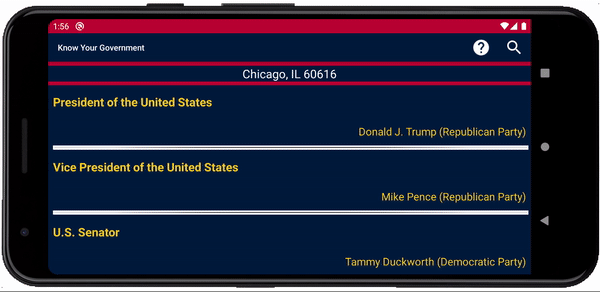 1:56
Know Your Government
Chicago, IL 60616
President of the United States
Donald J. Trump (Republican Party)
Vice President of the United States
Mike Pence (Republican Party)
U.S. Senator
Tammy Duckworth (Democratic Party)